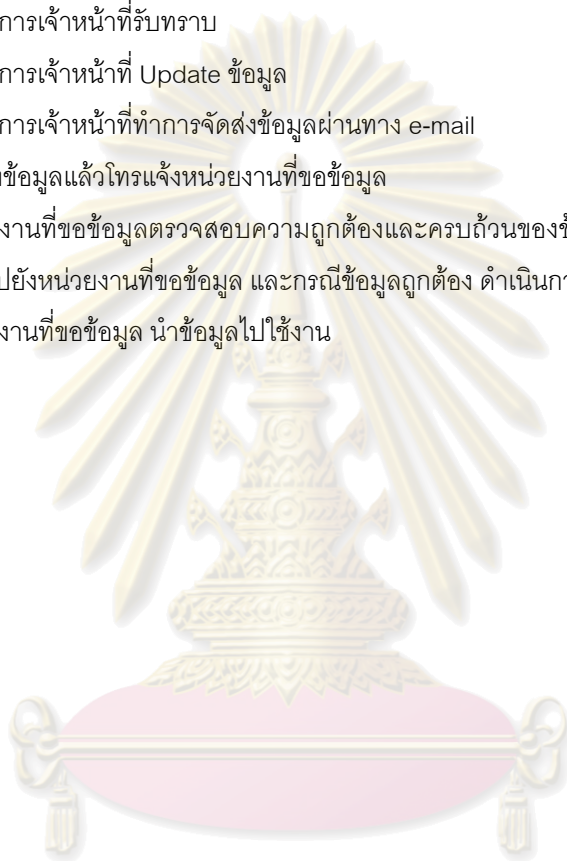 การเจ้าหน้าที่รับทราบ
การเจ้าหน้าที่ Update ข้อมูล
การเจ้าหน้าที่ทำการจัดส่งข้อมูลผ่านทาง e-mail
ข้อมูลแล้วโทรแจ้งหน่วยงานที่ขอข้อมูล
งานที่ขอข้อมูลตรวจสอบความถูกต้องและครบถ้วนของ
ปยังหน่วยงานที่ขอข้อมูล และกรณีข้อมูลถูกต้อง ดำเนินกา
งานที่ขอข้อมูล นำข้อมูลไปใช้งาน